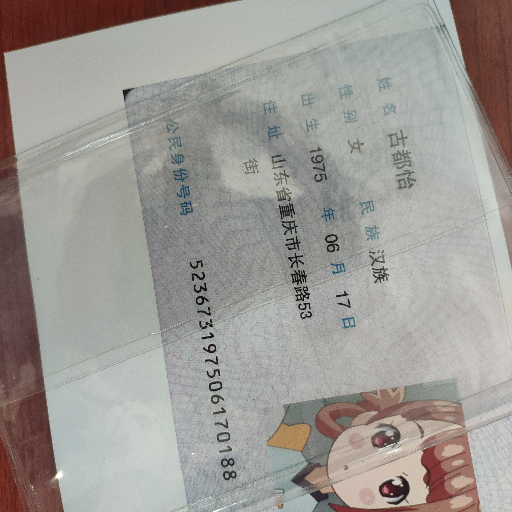 姓名 古都怡
性别 女 民族 汉族
出生 1975 年 06 月 17 日
住址 山东省重庆市长春路53
街
公民身份号码 523673197506170188